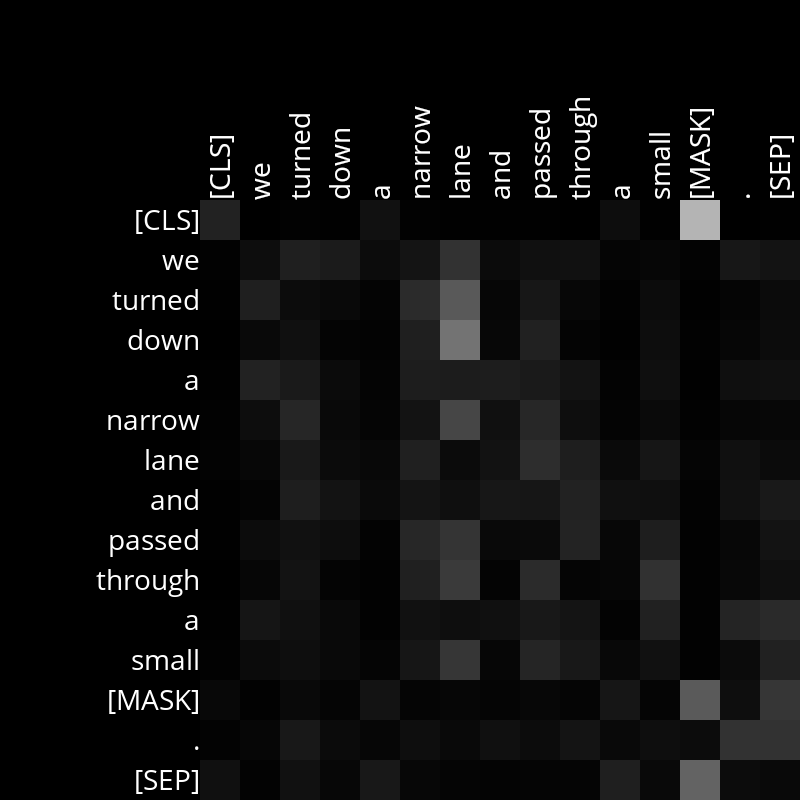 [CLS] we turned down a narrow lane and passed through a small [MASK] . [SEP]
[CLS]
we
turned
down
a
narrow
lane
and
passed
through
a
small
[MASK]
.
[SEP]